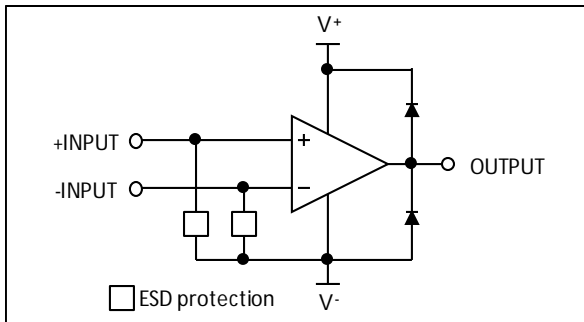 V+
+INPUT
+
-INPUT
−
OUTPUT
ESD protection
V-